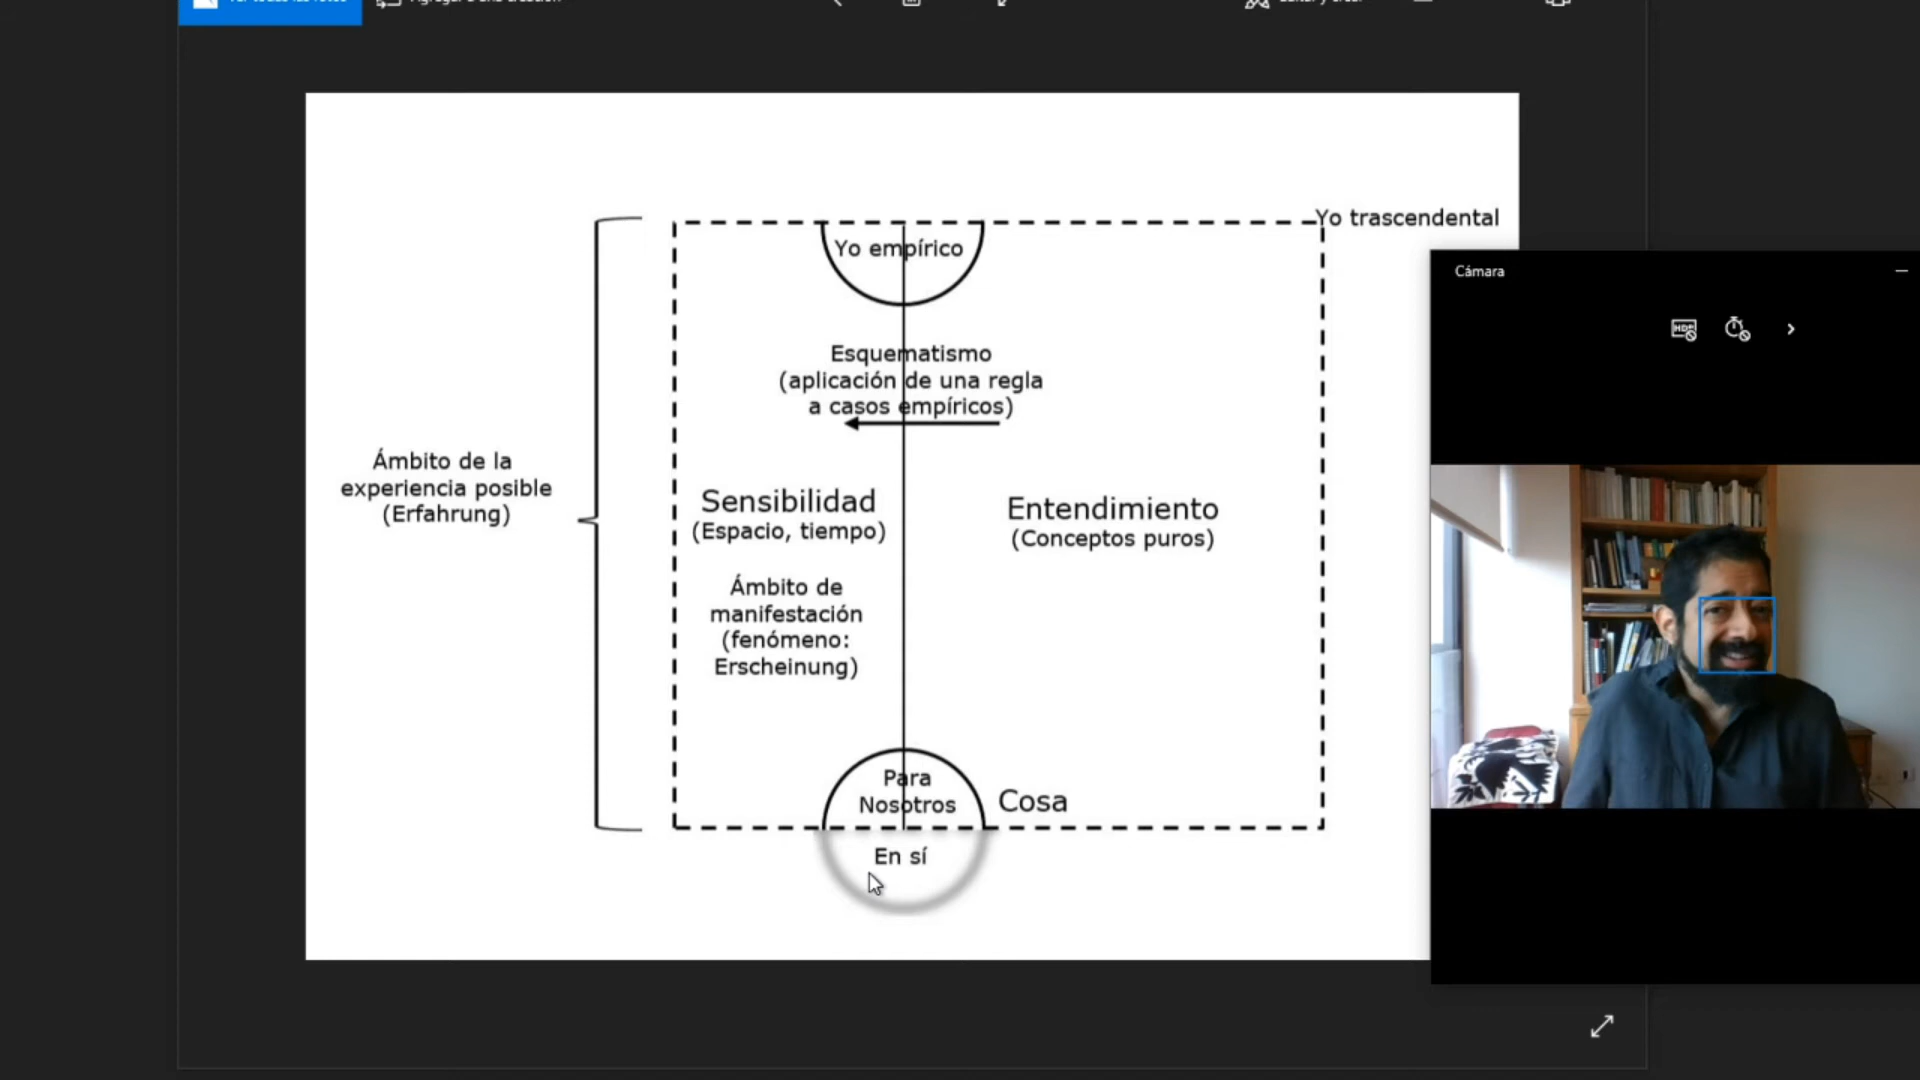 Yo trascendental
Yo empírico
Cámara
HDR
Esquematismo
(aplicación de una regla
a casos empíricos)
Ámbito de la
experiencia posible
(Erfahrung)
Sensibilidad
(Espacio, tiempo)
Entendimiento
(Conceptos puros)
Ámbito de
manifestación
(fenómeno:
Erscheinung)
Para
Nosotros
Cosa
En sí